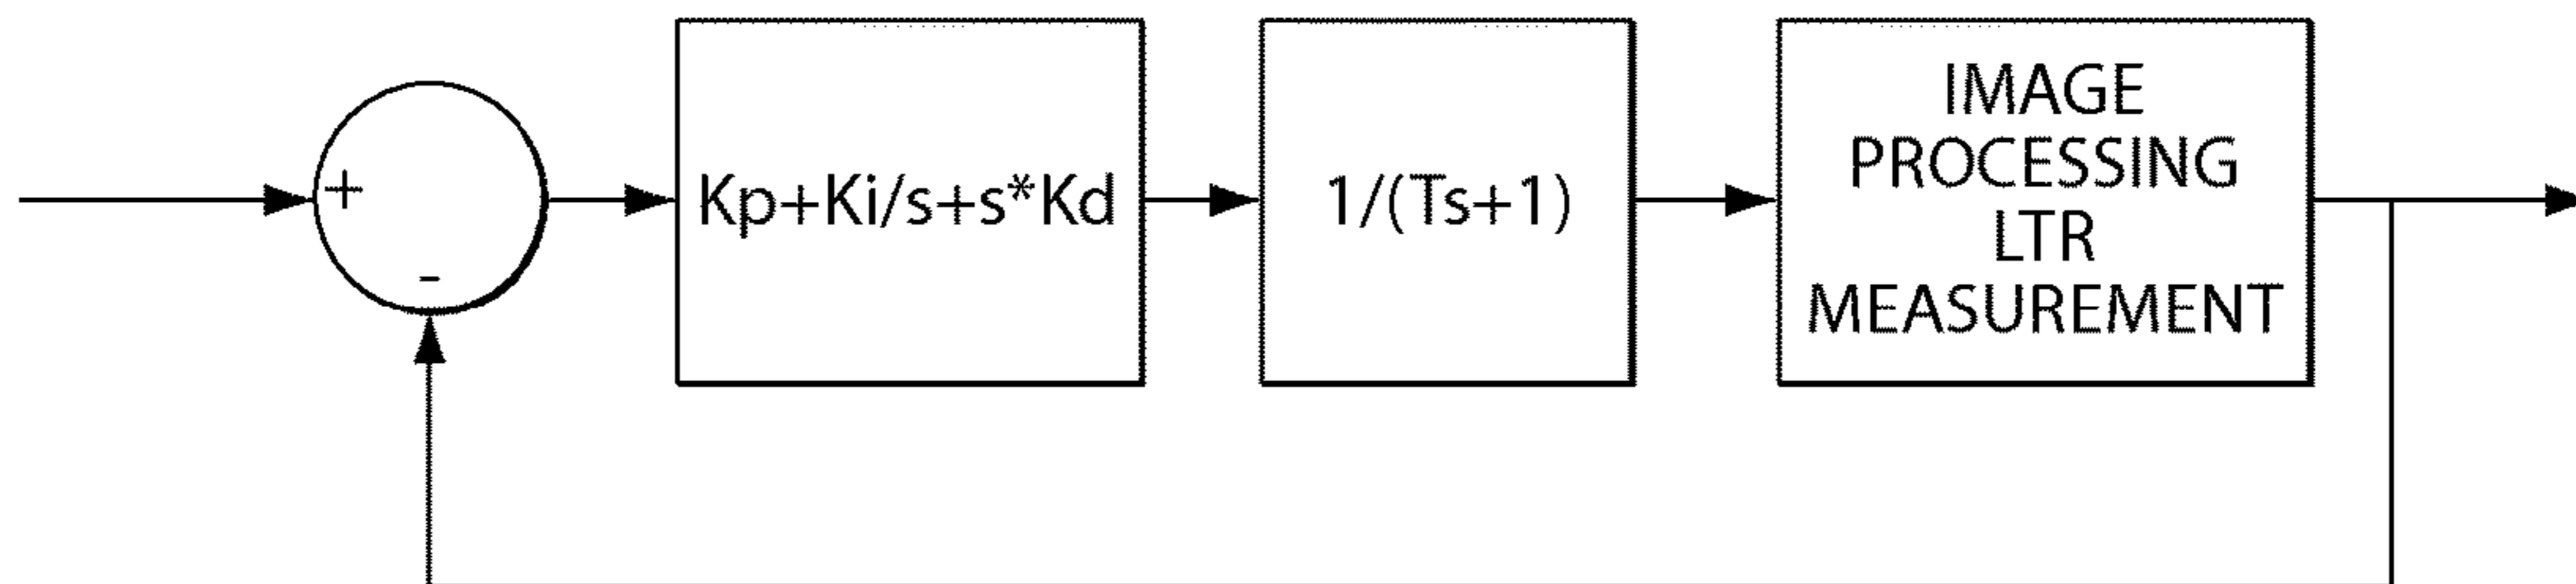 +
-
Kp+Ki/s+s*Kd
1/(Ts+1)
IMAGE
PROCESSING
LTR
MEASUREMENT